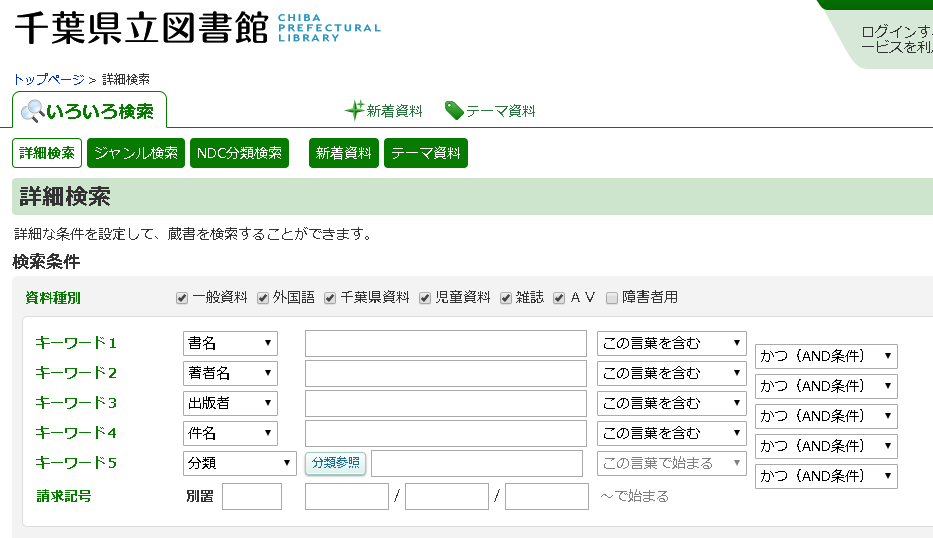 千葉県立図書館 CHIBA PREFECTURAL LIBRARY
ログインす
ービスを利
トップページ > 詳細検索
いろいろ検索 新着資料 テーマ資料
詳細検索 ジャンル検索 NDC分類検索 新着資料 テーマ資料
詳細検索
詳細な条件を設定して、蔵書を検索することができます。
検索条件
資料種別 一般資料 外国語 千葉県資料 児童資料 雑誌 ＡＶ 障害者用
キーワード1 書名 この言葉を含む
かつ（AND条件）
キーワード2 著者名 この言葉を含む
かつ（AND条件）
キーワード3 出版者 この言葉を含む
かつ（AND条件）
キーワード4 件名 この言葉を含む
かつ（AND条件）
キーワード5 分類 分類参照 この言葉で始まる
かつ（AND条件）
請求記号 別置 / / ～で始まる